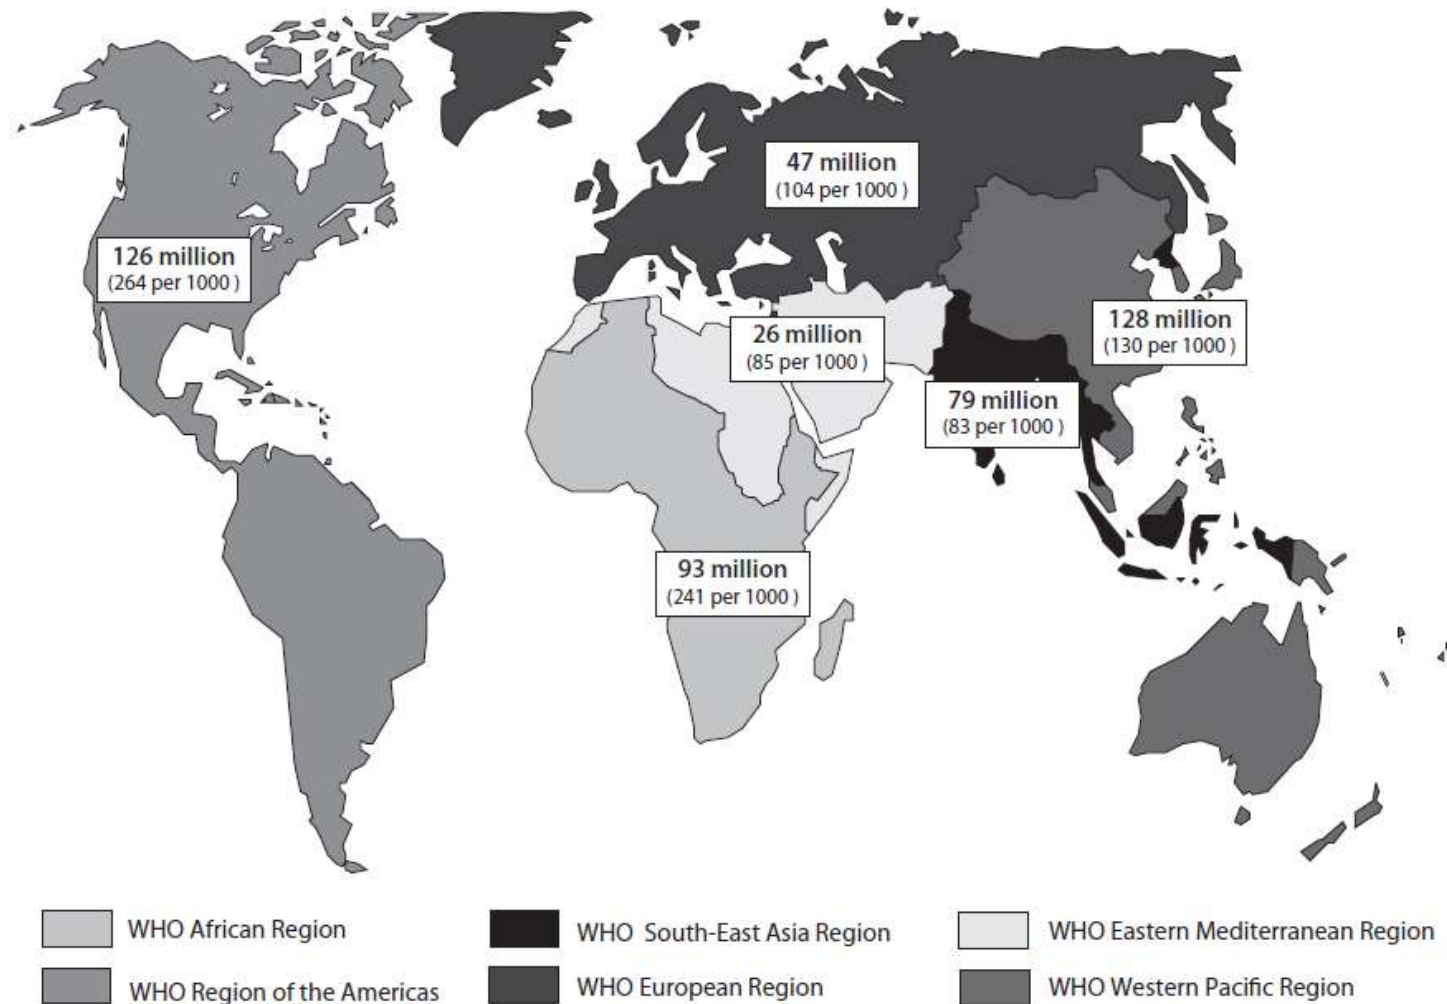 47 million
(104 per 1000 )
126 million
(264 per 1000 )
128 million
(130 per 1000 )
26 million
(85 per 1000 )
79 million
(83 per 1000 )
93 million
(241 per 1000 )
WHO African Region
WHO South-East Asia Region
WHO Eastern Mediterranean Region
WHO Region of the Americas
WHO European Region
WHO Western Pacific Region